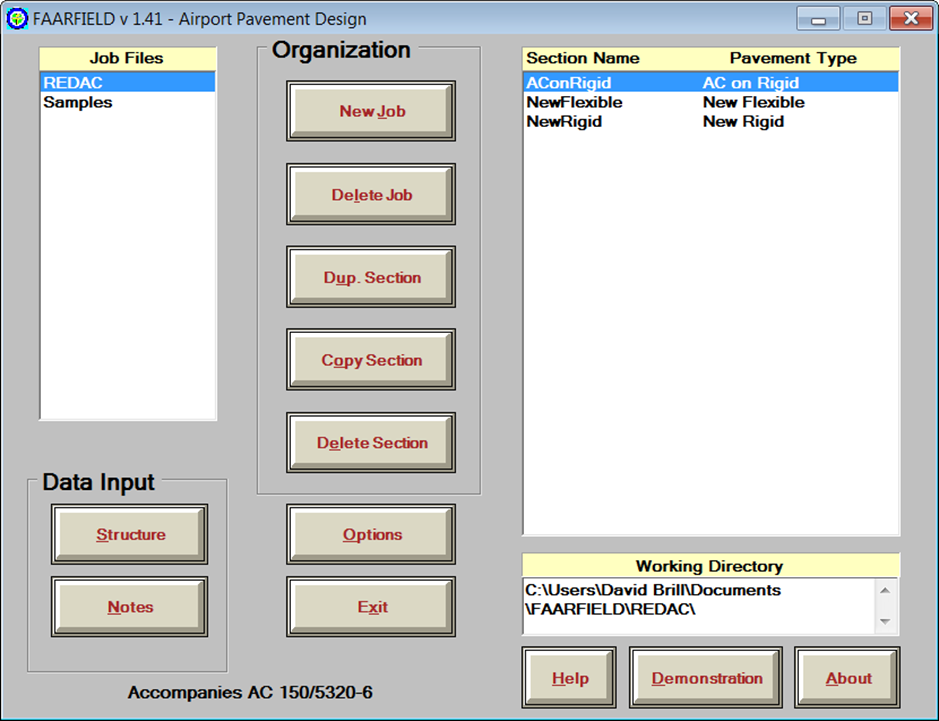 FAARFIELD v 1.41 - Airport Pavement Design
Job Files
REDAC
Samples
Organization
New Job
Delete Job
Dup. Section
Copy Section
Delete Section
Section Name Pavement Type
AConRigid AC on Rigid
NewFlexible New Flexible
NewRigid New Rigid
Data Input
Structure
Notes
Options
Exit
Working Directory
C:\Users\David Brill\Documents
\FAARFIELD\REDAC\
Help
Demonstration
About
Accompanies AC 150/5320-6